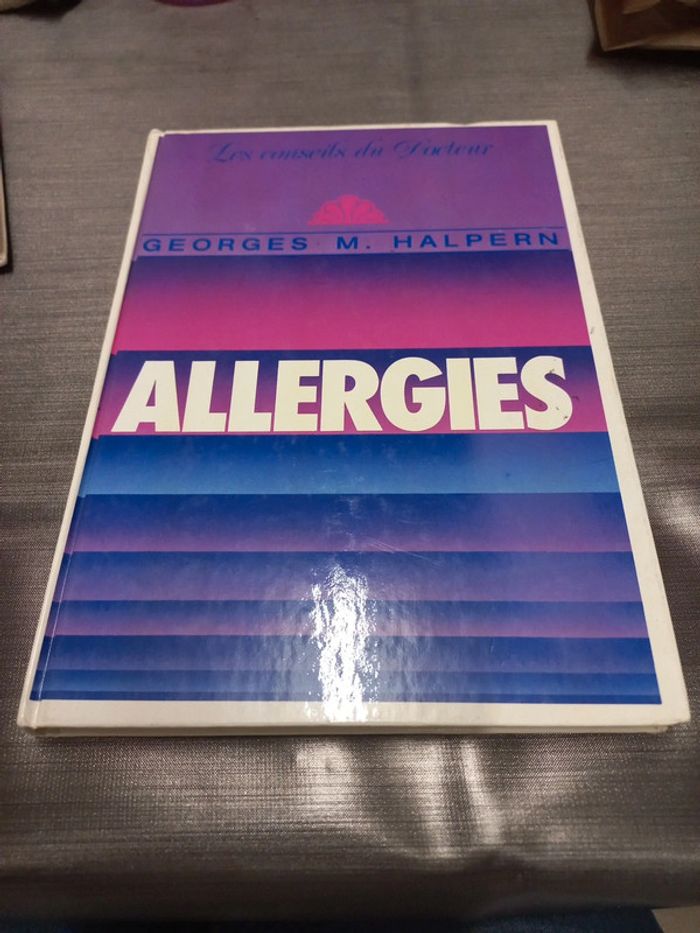 Les conseils du Docteur
GEORGES M. HALPERN
ALLERGIES